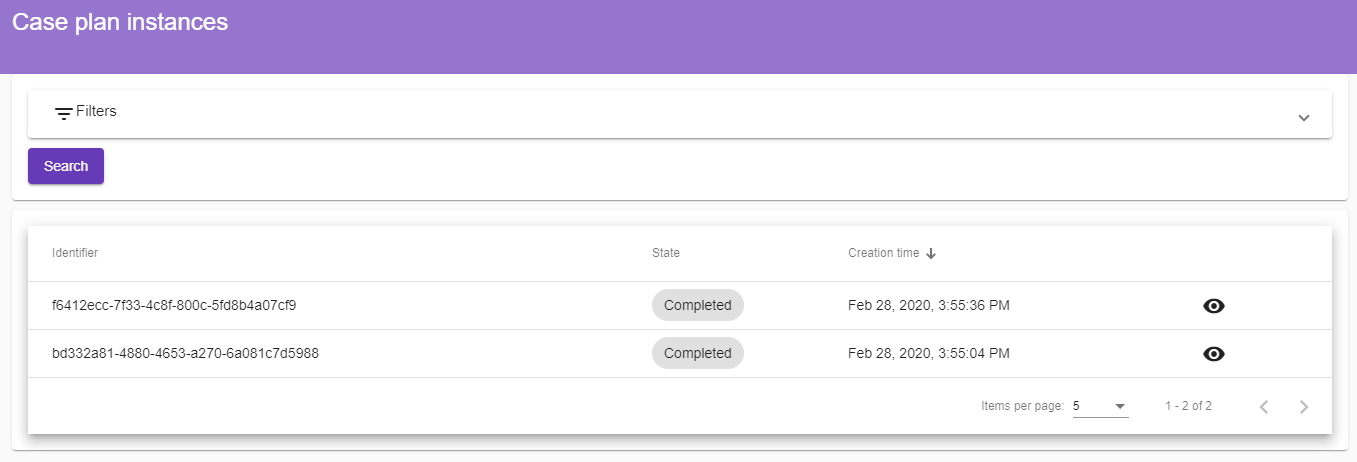 Case plan instances
Filters
Search
Identifier State Creation time
f6412ecc-7f33-4c8f-800c-5fd8b4a07cf9 Completed Feb 28, 2020, 3:55:36 PM
bd332a81-4880-4653-a270-6a081c7d5988 Completed Feb 28, 2020, 3:55:04 PM
Items per page: 5 1 - 2 of 2